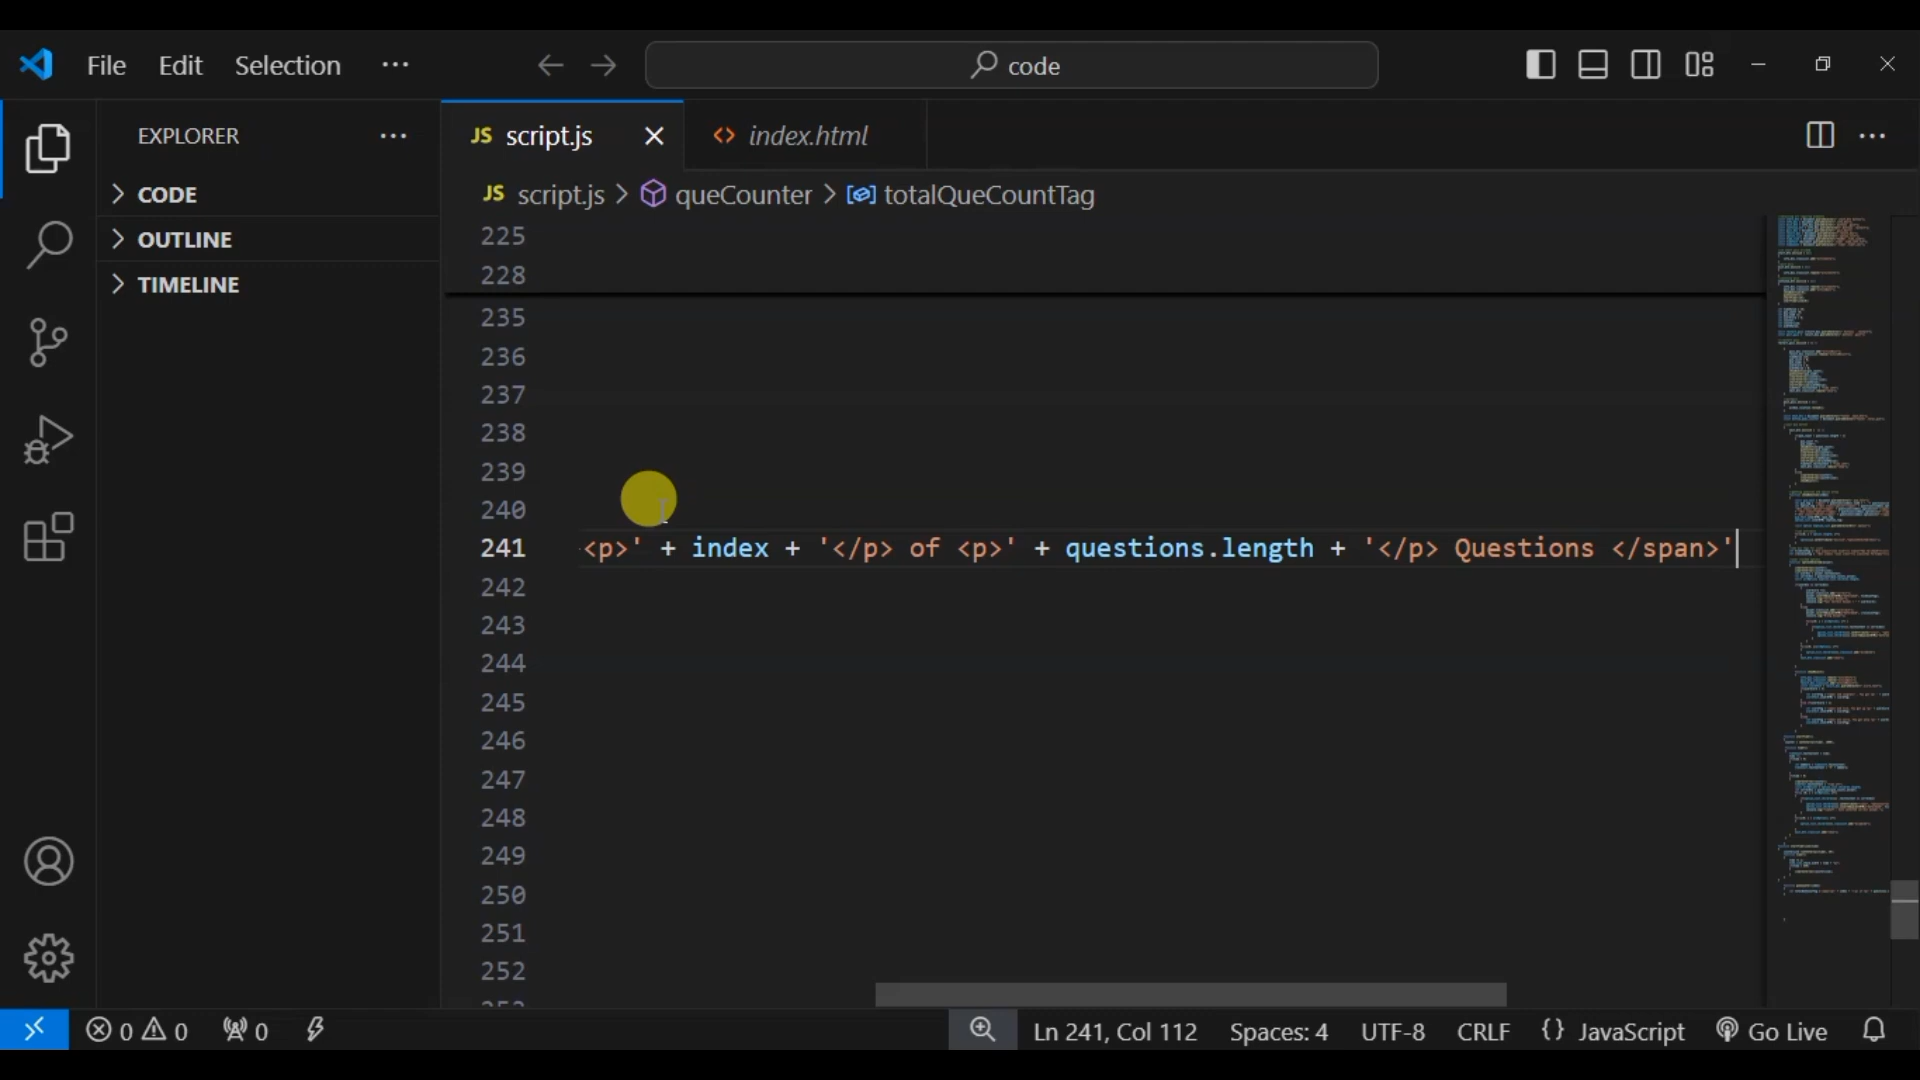 File Edit Selection ···
code
EXPLORER ···
CODE
OUTLINE
TIMELINE
JS script.js
<> index.html
···
JS script.js > queCounter > totalQueCountTag
225
228
235
236
237
238
239
240
241 <p>' + index + '</p> of <p>' + questions.length + '</p> Questions </span>'
242
243
244
245
246
247
248
249
250
251
252
0 0 0 Ln 241, Col 112 Spaces: 4 UTF-8 CRLF {} JavaScript Go Live